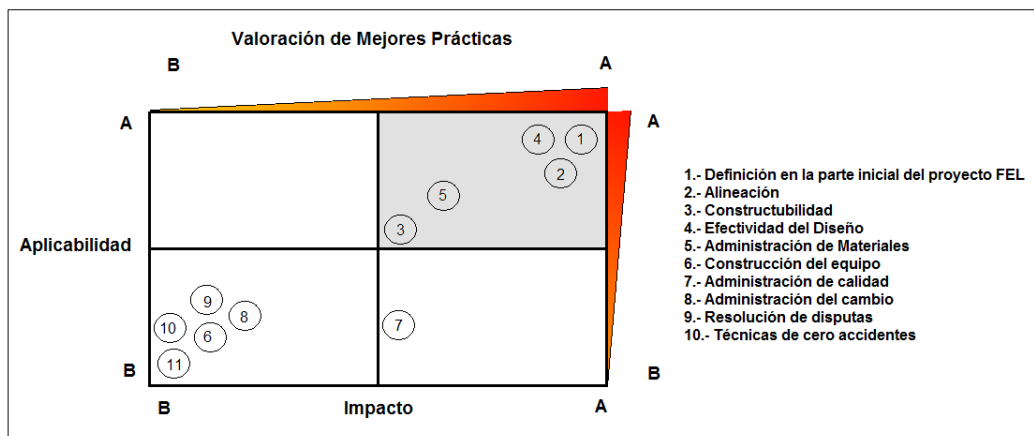 Valoración de Mejores Prácticas
B
A
A
A
4
1
2
5
3
Aplicabilidad
9
8
10
6
7
11
B
B
B
Impacto
A
1.- Definición en la parte inicial del proyecto FEL
2.- Alineación
3.- Constructubilidad
4.- Efectividad del Diseño
5.- Administración de Materiales
6.- Construcción del equipo
7.- Administración de calidad
8.- Administración del cambio
9.- Resolución de disputas
10.- Técnicas de cero accidentes